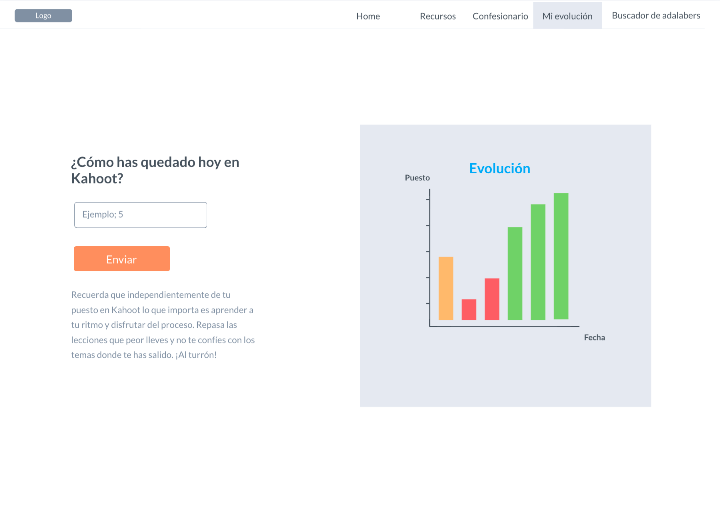 Logo
Home
Recursos
Confesionario
Mi evolución
Buscador de adalabers
¿Cómo has quedado hoy en
Kahoot?
Ejemplo; 5
Enviar
Recuerda que independientemente de tu
puesto en Kahoot lo que importa es aprender a
tu ritmo y disfrutar del proceso. Repasa las
lecciones que peor lleves y no te confíes con los
temas donde te has salido. ¡Al turrón!
Evolución
Puesto
Fecha